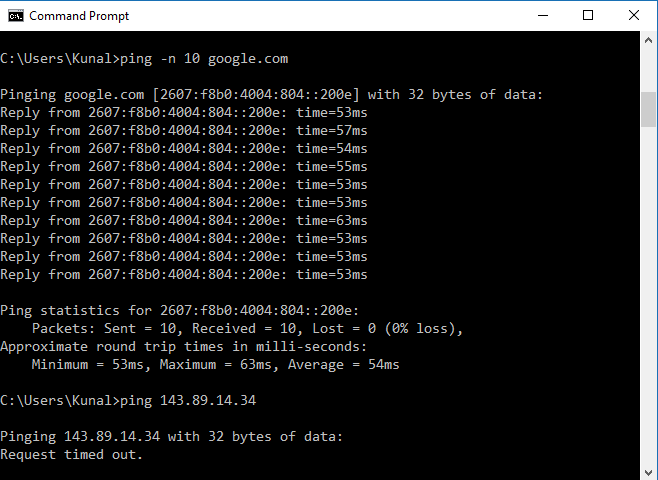 Command Prompt
C:\Users\Kunal>ping -n 10 google.com
Pinging google.com [2607:f8b0:4004:804::200e] with 32 bytes of data:
Reply from 2607:f8b0:4004:804::200e: time=53ms
Reply from 2607:f8b0:4004:804::200e: time=57ms
Reply from 2607:f8b0:4004:804::200e: time=54ms
Reply from 2607:f8b0:4004:804::200e: time=55ms
Reply from 2607:f8b0:4004:804::200e: time=53ms
Reply from 2607:f8b0:4004:804::200e: time=53ms
Reply from 2607:f8b0:4004:804::200e: time=63ms
Reply from 2607:f8b0:4004:804::200e: time=53ms
Reply from 2607:f8b0:4004:804::200e: time=53ms
Reply from 2607:f8b0:4004:804::200e: time=53ms
Ping statistics for 2607:f8b0:4004:804::200e:
    Packets: Sent = 10, Received = 10, Lost = 0 (0% loss),
Approximate round trip times in milli-seconds:
    Minimum = 53ms, Maximum = 63ms, Average = 54ms
C:\Users\Kunal>ping 143.89.14.34
Pinging 143.89.14.34 with 32 bytes of data:
Request timed out.